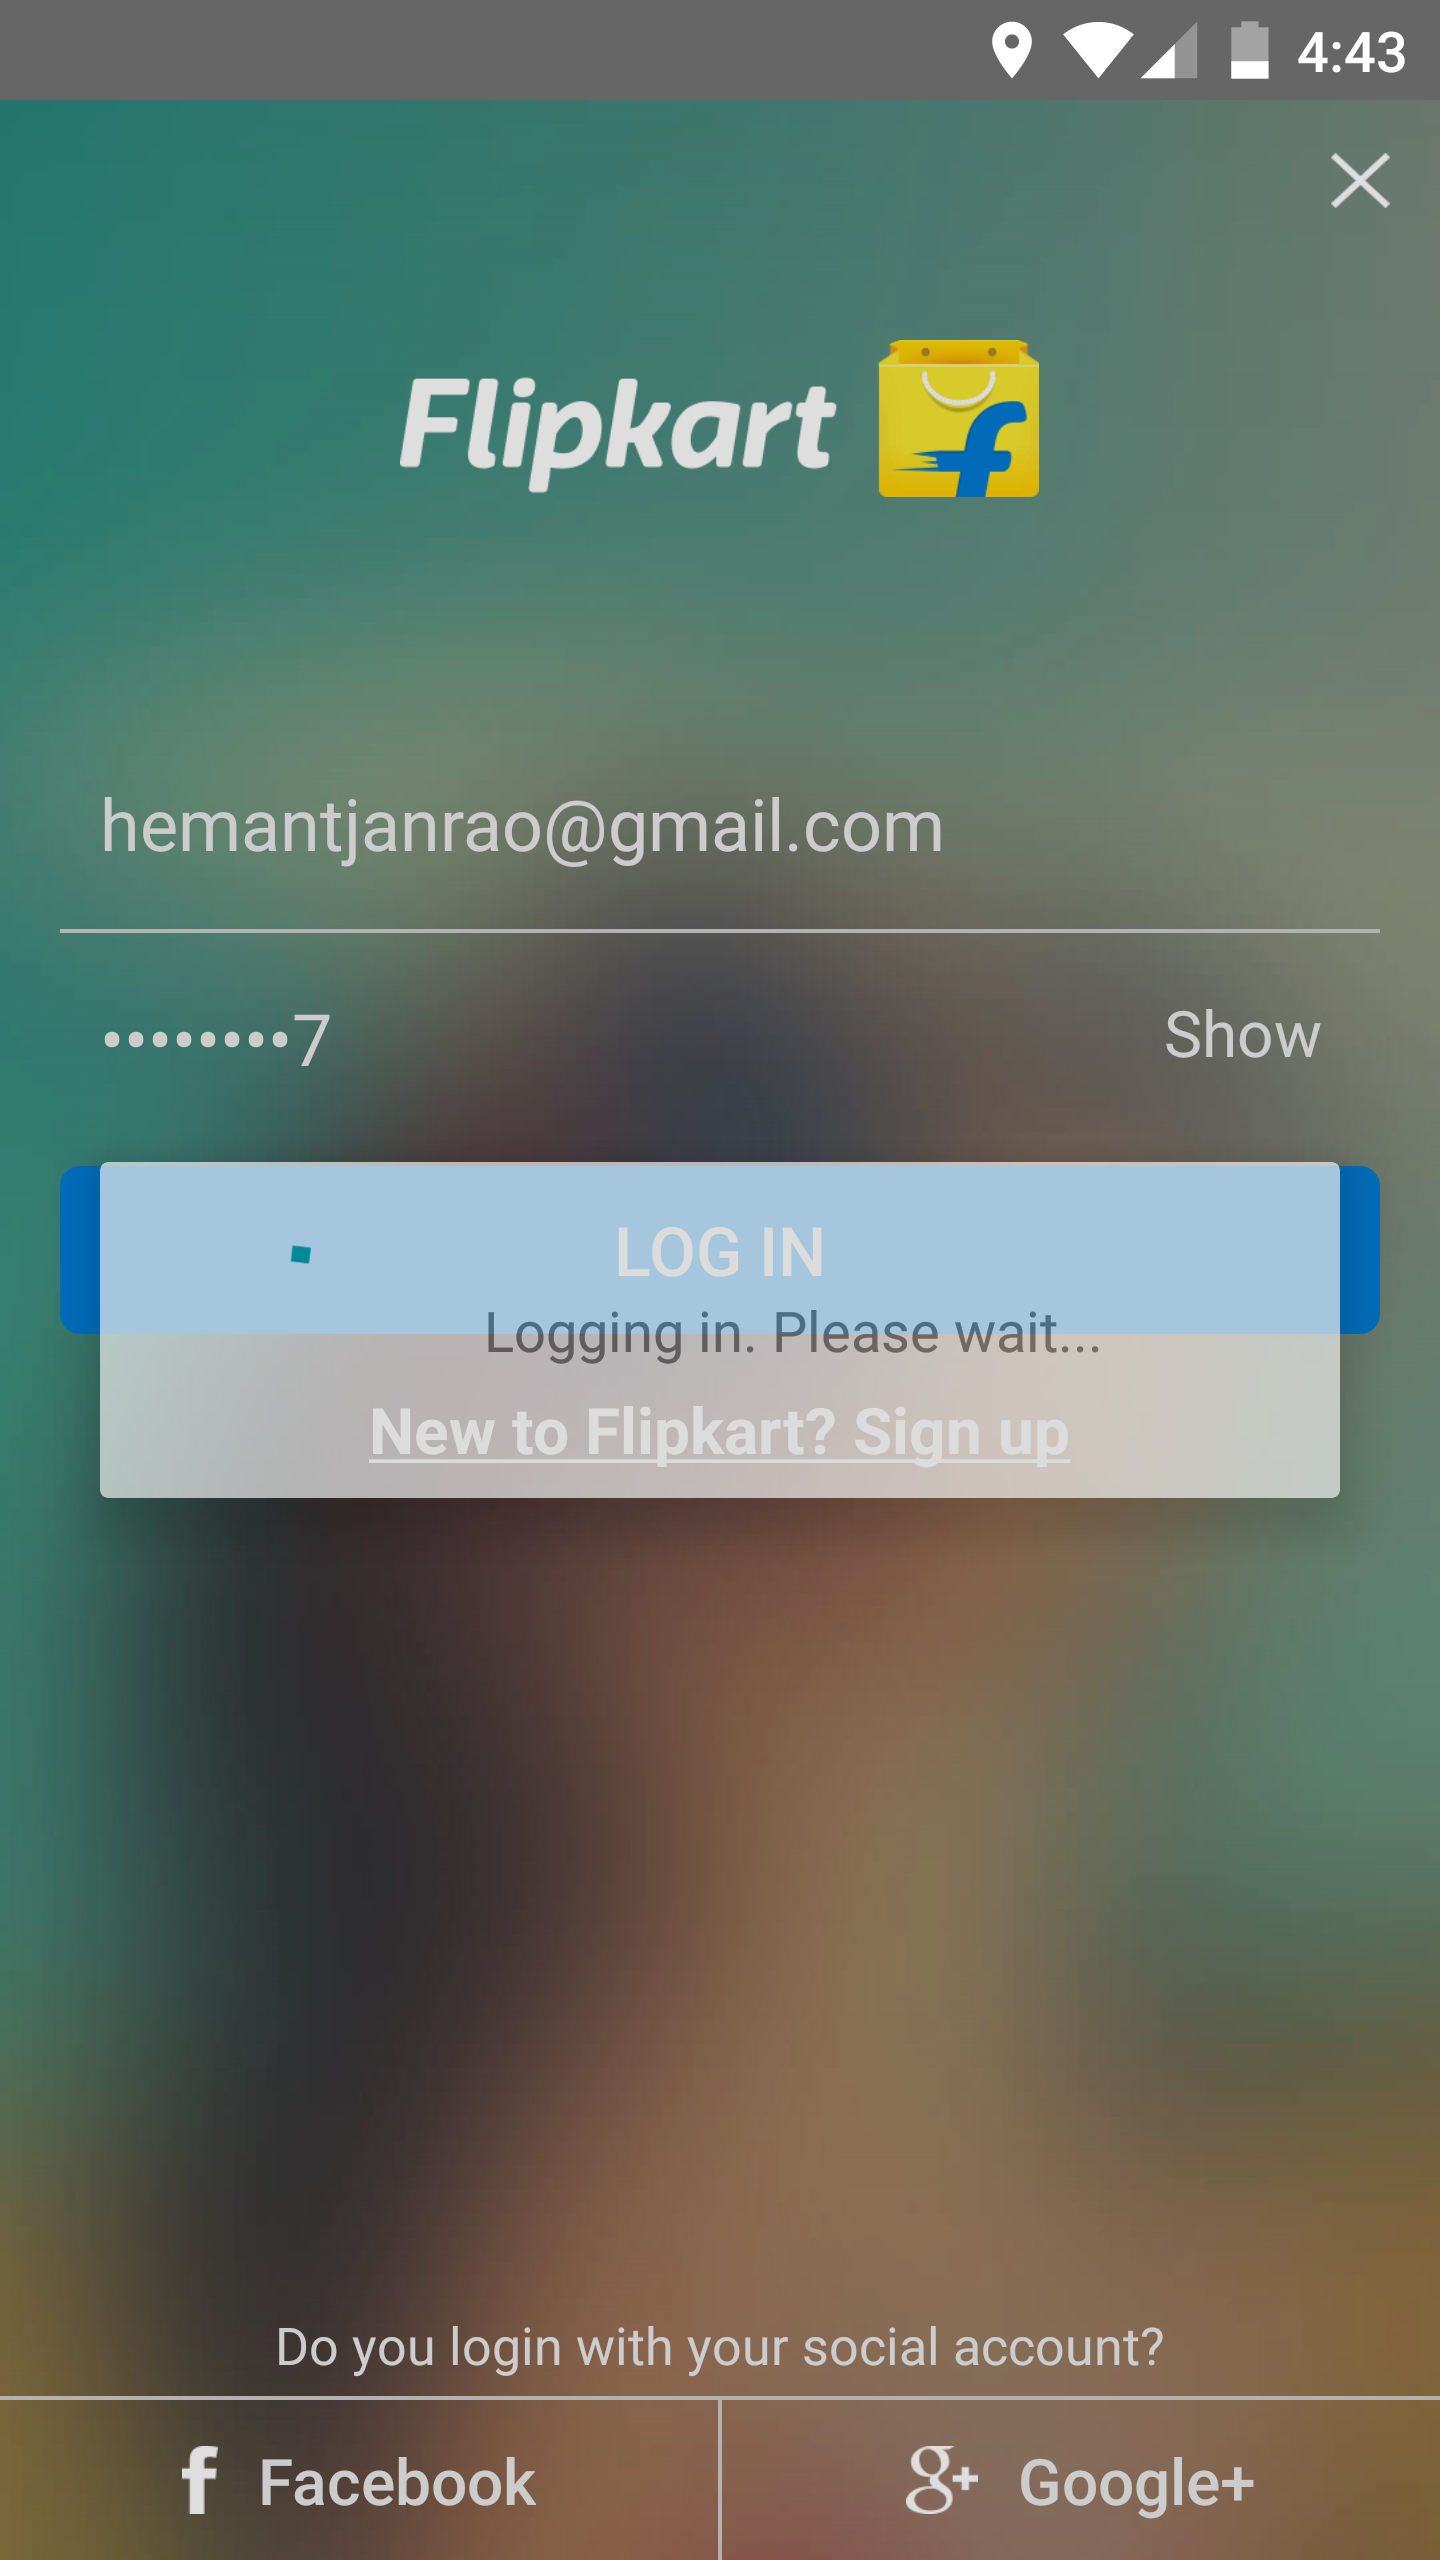 4:43
Flipkart
hemantjanrao@gmail.com
••••••••7 Show
LOG IN
Logging in. Please wait...
New to Flipkart? Sign up
Do you login with your social account?
f Facebook g+ Google+